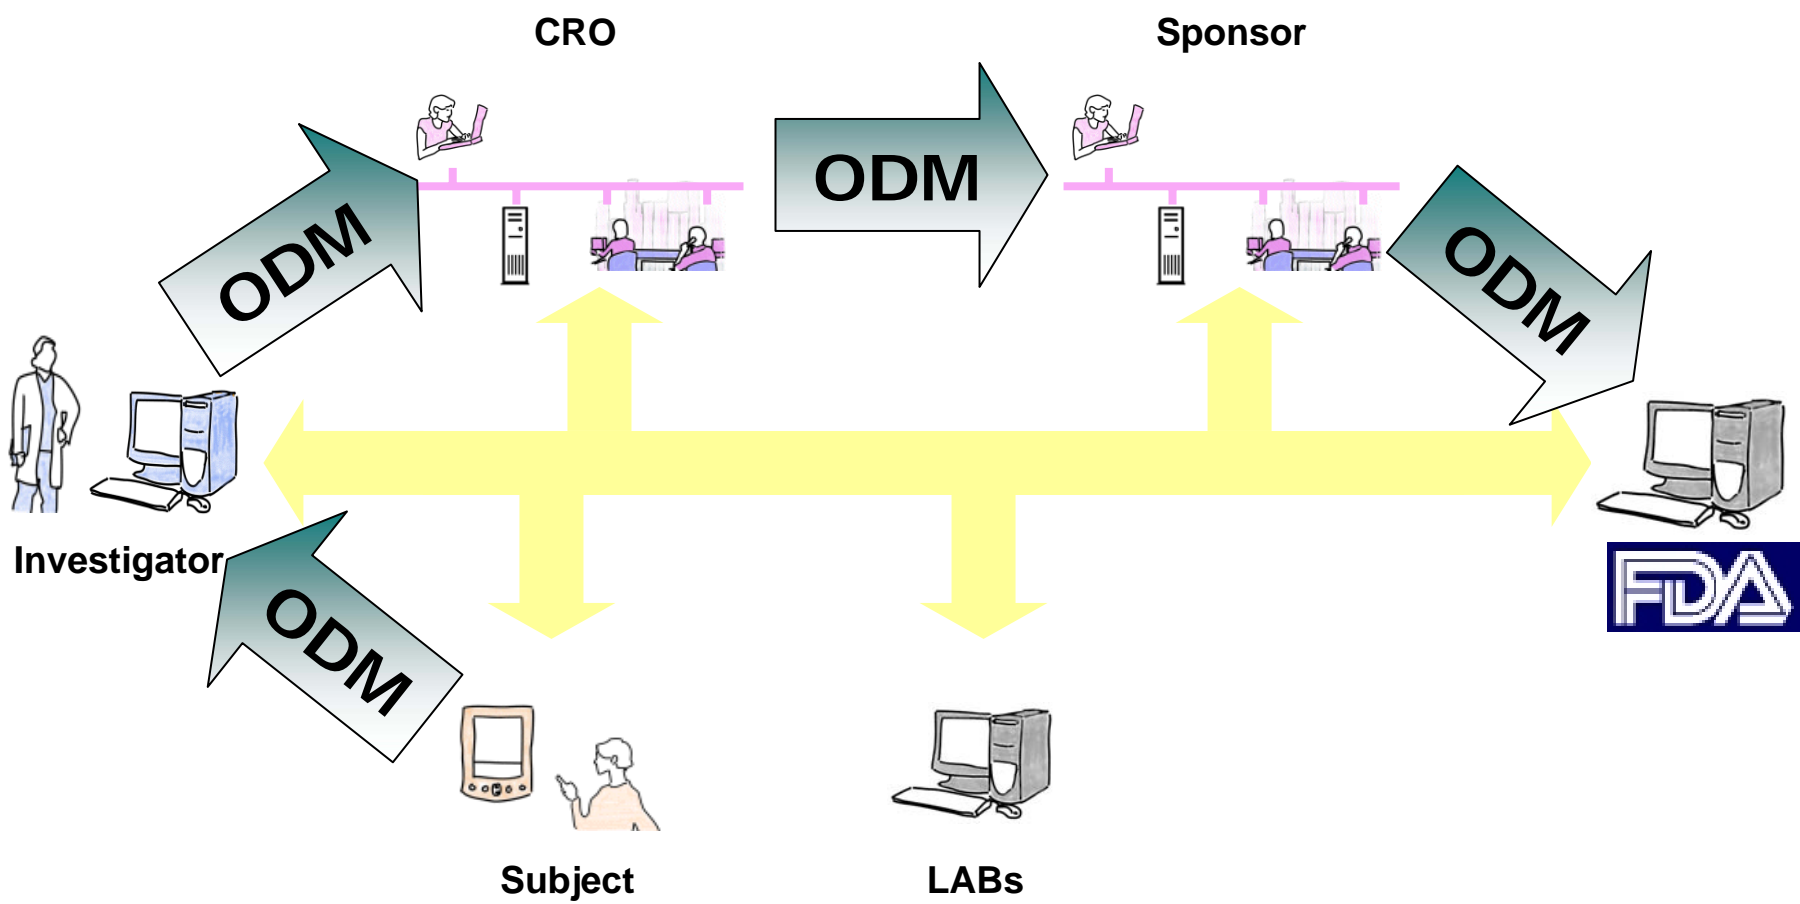 CRO
Sponsor
ODM
ODM
ODM
Investigator
ODM
FDA
Subject
LABs